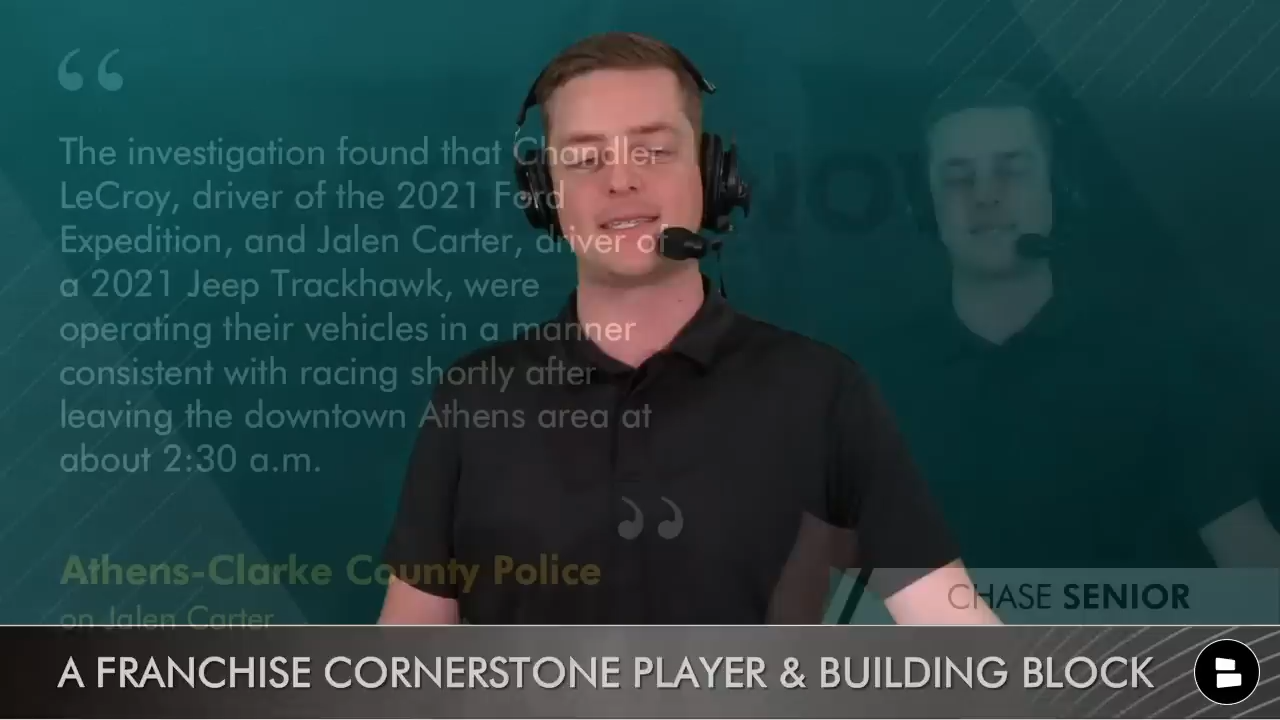 “
The investigation found that Chandler
LeCroy, driver of the 2021 Ford
Expedition, and Jalen Carter, driver of
a 2021 Jeep Trackhawk, were
operating their vehicles in a manner
consistent with racing shortly after
leaving the downtown Athens area at
about 2:30 a.m.
”
Athens-Clarke County Police
on Jalen Carter
CHASE SENIOR
A FRANCHISE CORNERSTONE PLAYER & BUILDING BLOCK